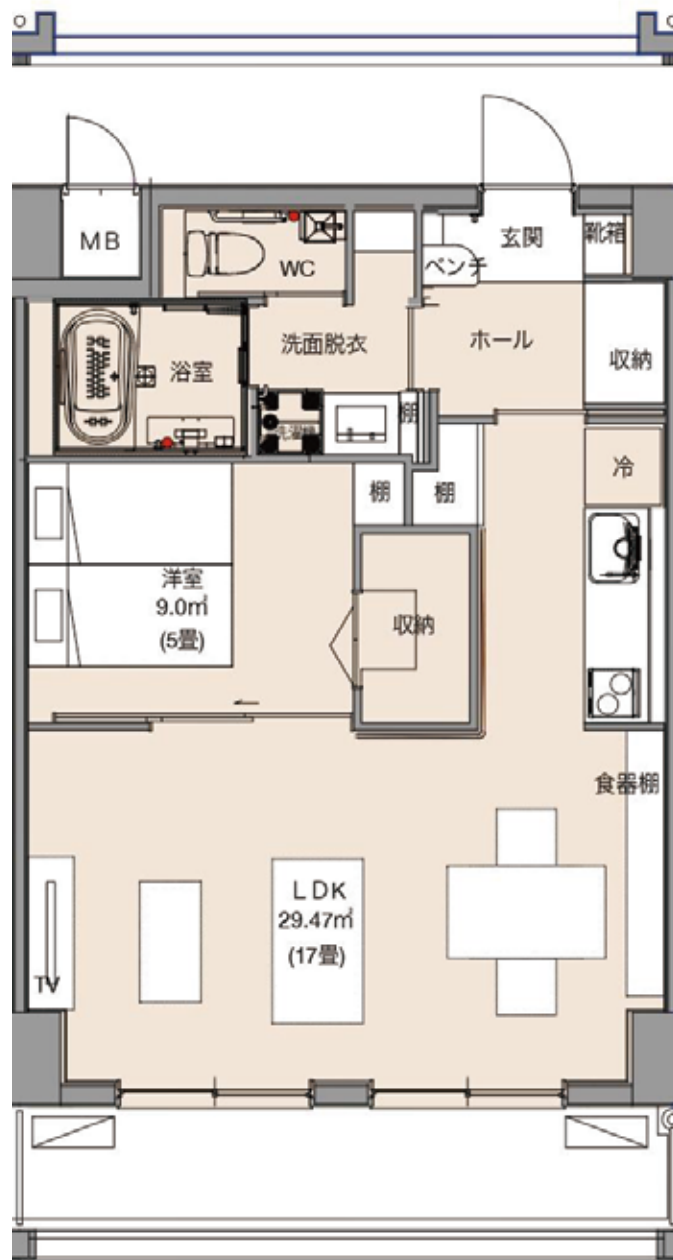 MB
WC
ベンチ
玄関
靴箱
浴室
洗面脱衣
ホール
収納
洗濯機
棚
棚
棚
冷
洋室
9.0㎡
(5畳)
収納
食器棚
LDK
29.47㎡
(17畳)
TV